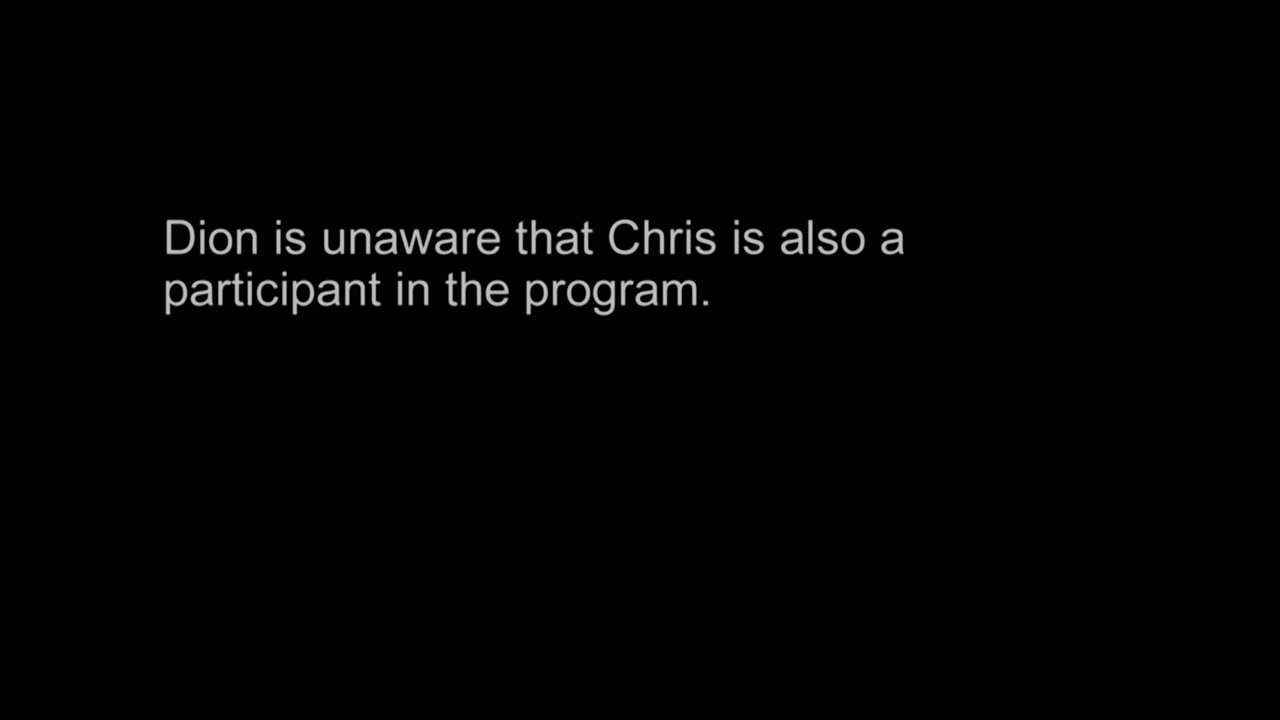 Dion is unaware that Chris is also a
participant in the program.